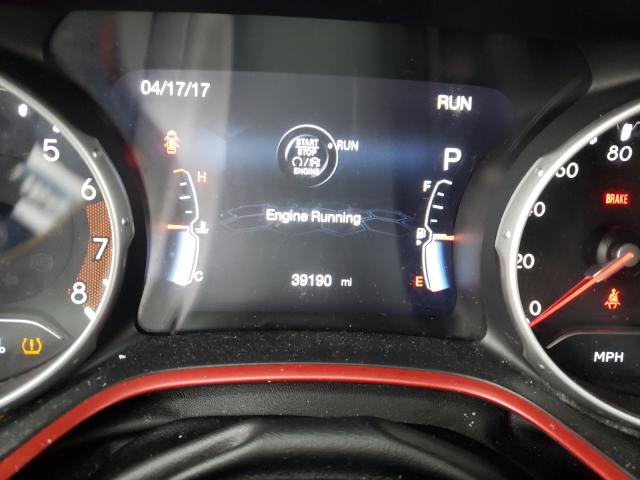 04/17/17
RUN
START
STOP
ENGINE
RUN
P
H
F
Engine Running
C
E
39190 mi
5
6
7
8
80
60
40
20
0
BRAKE
MPH